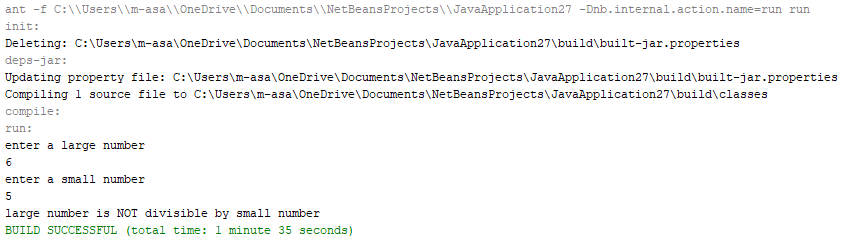 ant -f C:\\Users\\m-asa\\OneDrive\\Documents\\NetBeansProjects\\JavaApplication27 -Dnb.internal.action.name=run run
init:
Deleting: C:\Users\m-asa\OneDrive\Documents\NetBeansProjects\JavaApplication27\build\built-jar.properties
deps-jar:
Updating property file: C:\Users\m-asa\OneDrive\Documents\NetBeansProjects\JavaApplication27\build\built-jar.properties
Compiling 1 source file to C:\Users\m-asa\OneDrive\Documents\NetBeansProjects\JavaApplication27\build\classes
compile:
run:
enter a large number
6
enter a small number
5
large number is NOT divisible by small number
BUILD SUCCESSFUL (total time: 1 minute 35 seconds)